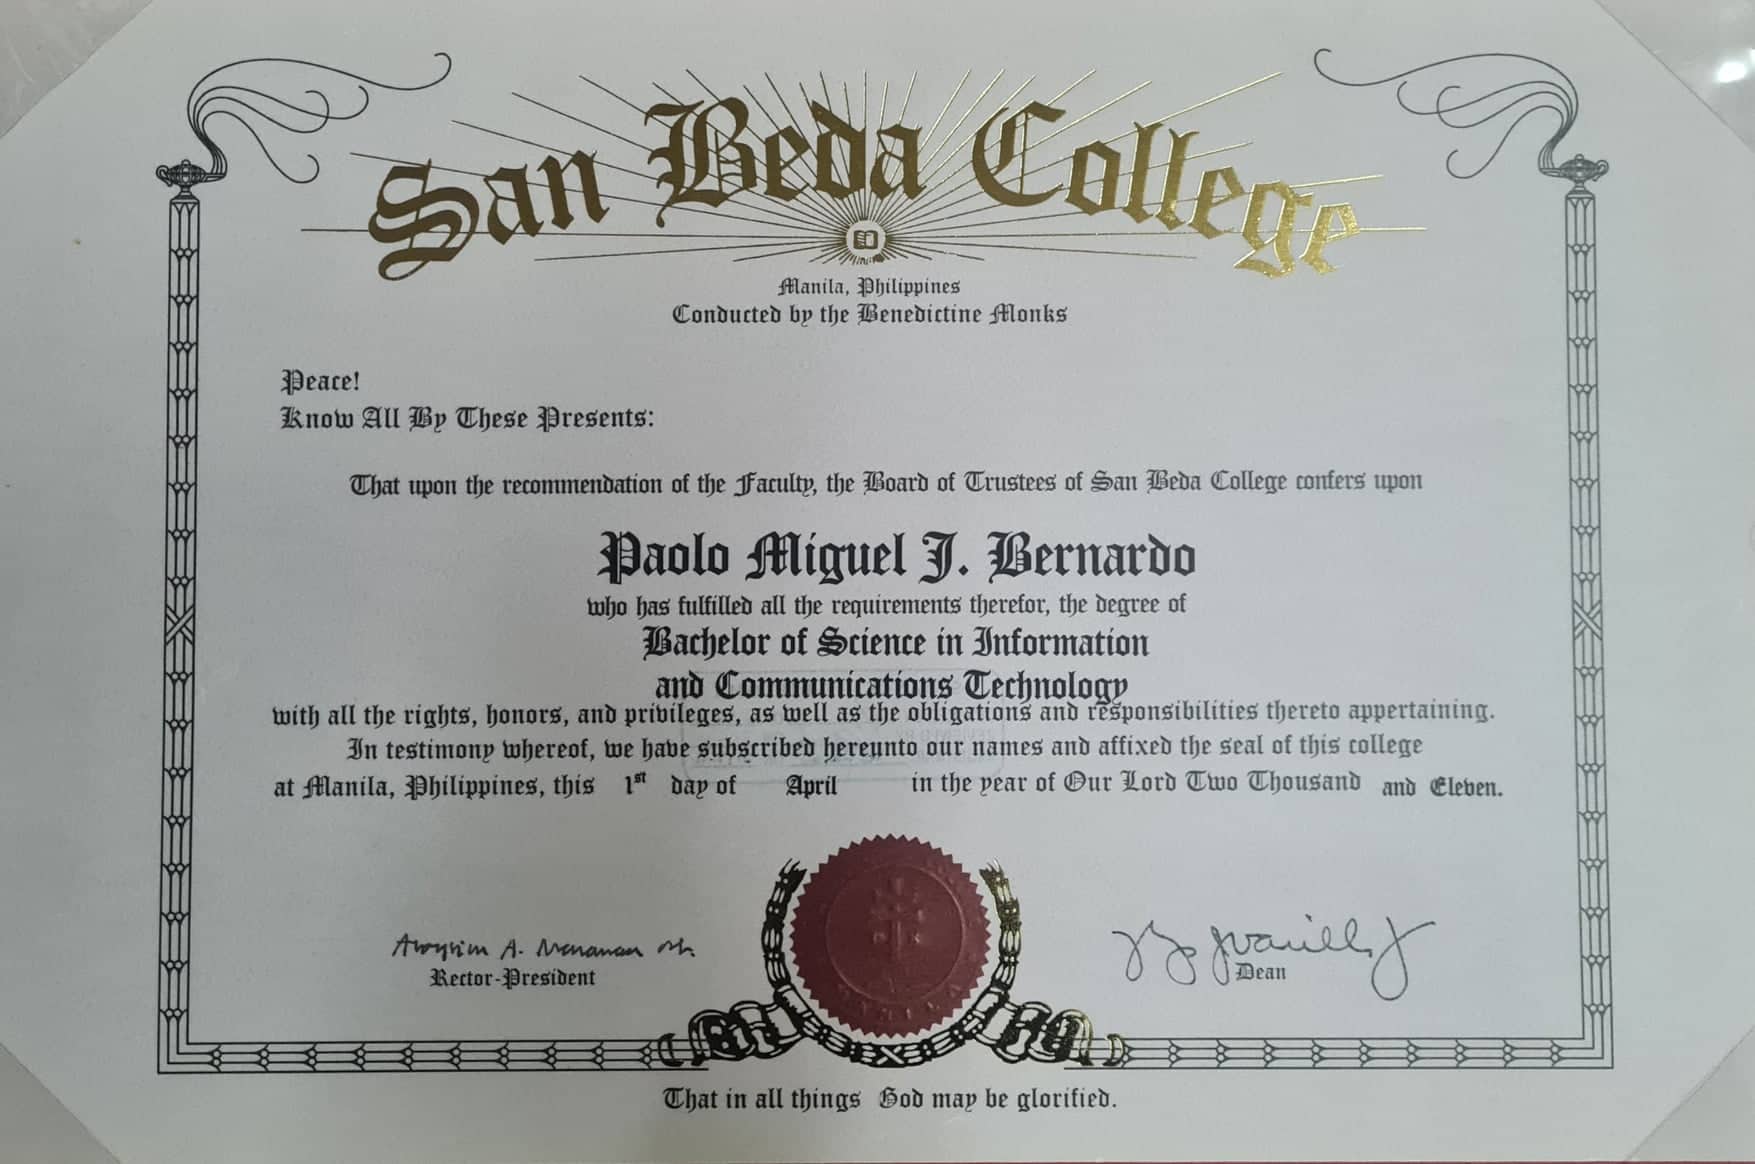 San Beda College
Manila, Philippines
Conducted by the Benedictine Monks
Peace!
Know All By These Presents:
That upon the recommendation of the Faculty, the Board of Trustees of San Beda College confers upon
Paolo Miguel J. Bernardo
who has fulfilled all the requirements therefor, the degree of
Bachelor of Science in Information
and Communications Technology
with all the rights, honors, and privileges, as well as the obligations and responsibilities thereto appertaining.
In testimony whereof, we have subscribed hereunto our names and affixed the seal of this college
at Manila, Philippines, this 1st day of April in the year of Our Lord Two Thousand and Eleven.
Rector-President
Dean
That in all things God may be glorified.